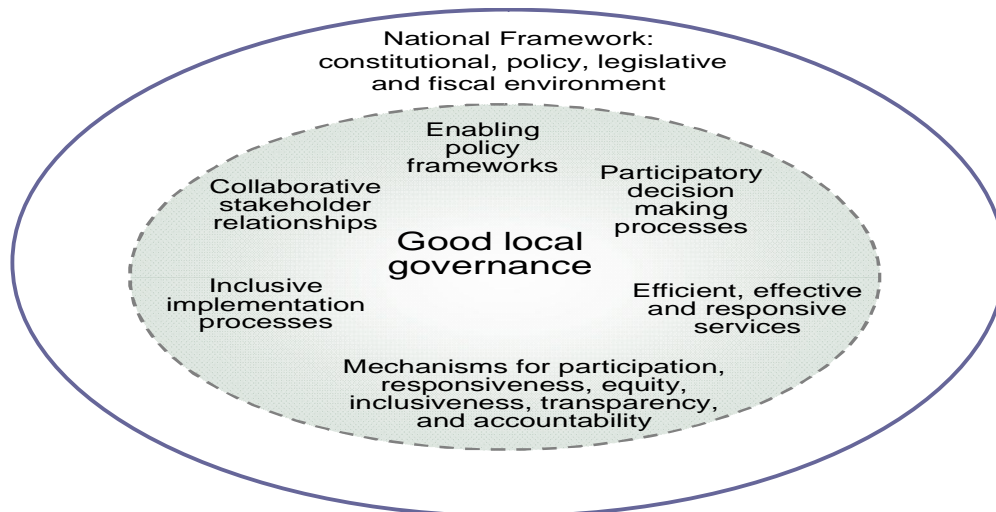 National Framework:
constitutional, policy, legislative
and fiscal environment
Enabling
policy
frameworks
Collaborative
stakeholder
relationships
Participatory
decision
making
processes
Good local
governance
Inclusive
implementation
processes
Efficient, effective
and responsive
services
Mechanisms for participation,
responsiveness, equity,
inclusiveness, transparency,
and accountability